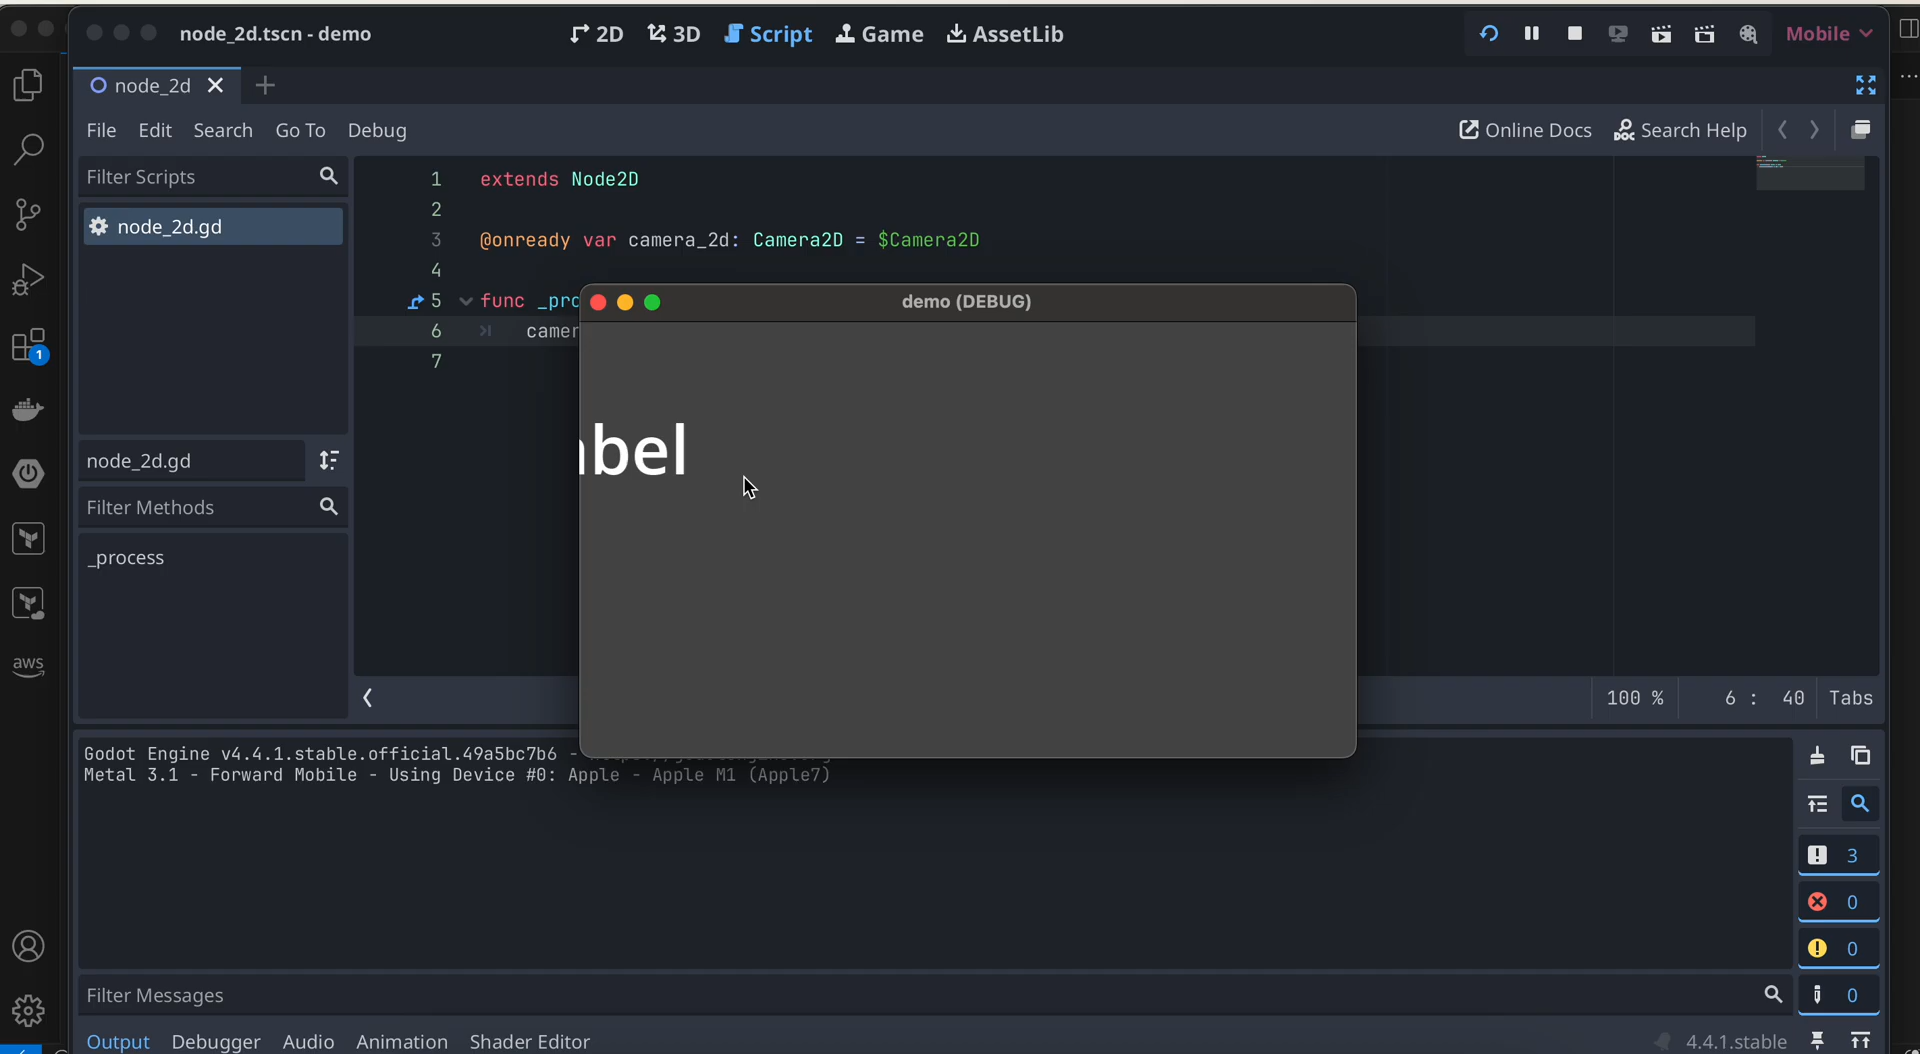 node_2d.tscn - demo
2D 3D Script Game AssetLib
Mobile
node_2d
File Edit Search Go To Debug
Online Docs Search Help
Filter Scripts
node_2d.gd
1 extends Node2D
2
3 @onready var camera_2d: Camera2D = $Camera2D
4
5 func _pro
6 camer
7
demo (DEBUG)
bel
node_2d.gd
Filter Methods
_process
100 % 6 : 40 Tabs
1
aws
Godot Engine v4.4.1.stable.official.49a5bc7b6 -
Metal 3.1 - Forward Mobile - Using Device #0: Apple - Apple M1 (Apple7)
3
0
0
Filter Messages
0
Output Debugger Audio Animation Shader Editor
4.4.1.stable